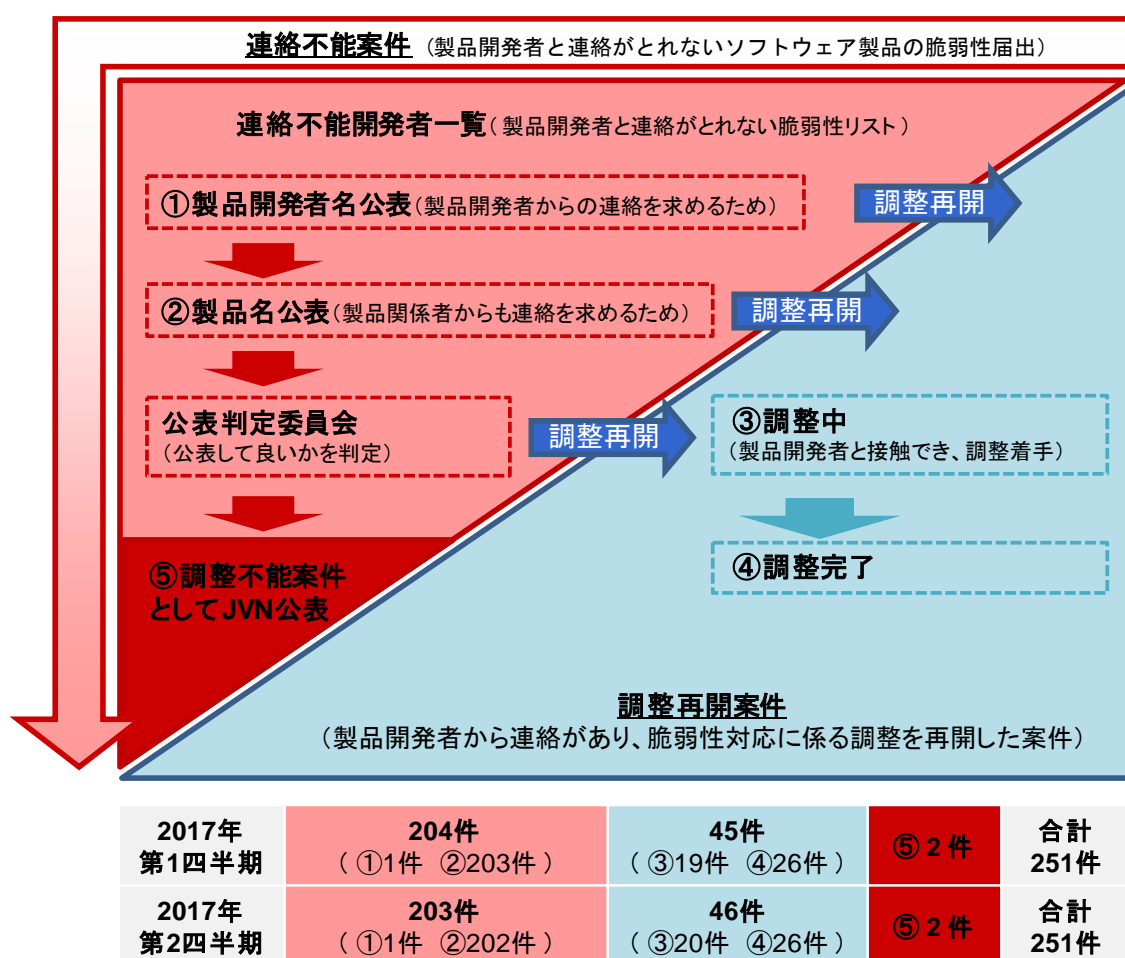 連絡不能案件（製品開発者と連絡がとれないソフトウェア製品の脆弱性届出）
連絡不能開発者一覧（製品開発者と連絡がとれない脆弱性リスト）
①製品開発者名公表（製品開発者からの連絡を求めるため）
調整再開
②製品名公表（製品関係者からも連絡を求めるため）
調整再開
公表判定委員会
（公表して良いかを判定）
調整再開
③調整中
（製品開発者と接触でき、調整着手）
④調整完了
⑤調整不能案件
としてJVN公表
調整再開案件
（製品開発者から連絡があり、脆弱性対応に係る調整を再開した案件）
2017年
第1四半期
204件
（ ①1件 ②203件 ）
45件
（ ③19件 ④26件 ）
⑤ 2 件
合計
251件
2017年
第2四半期
203件
（ ①1件 ②202件 ）
46件
（ ③20件 ④26件 ）
⑤ 2 件
合計
251件